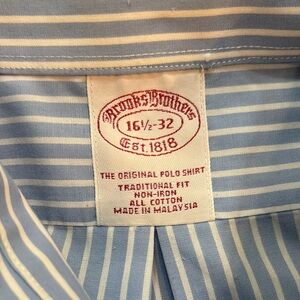 Brooks Brothers
16½-32
Est. 1818
THE ORIGINAL POLO SHIRT
TRADITIONAL FIT
NON-IRON
ALL COTTON
MADE IN MALAYSIA